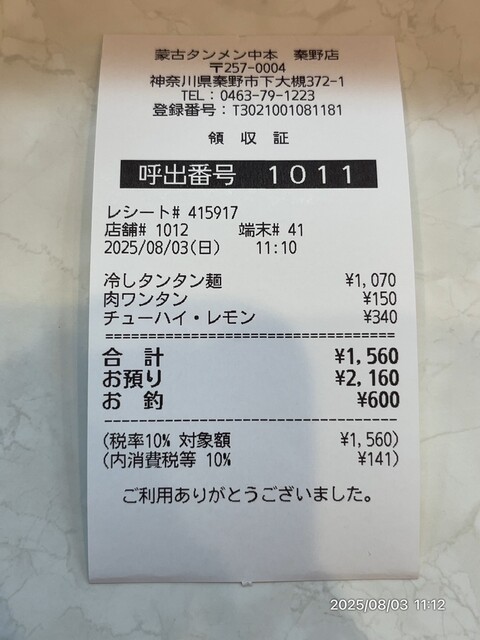 蒙古タンメン中本 秦野店
〒257-0004
神奈川県秦野市下大槻372-1
TEL：0463-79-1223
登録番号：T3021001081181
領 収 証
呼出番号 1011
レシート# 415917
店舗# 1012 端末# 41
2025/08/03(日) 11:10
冷しタンタン麺 ¥1,070
肉ワンタン ¥150
チューハイ・レモン ¥340
合 計 ¥1,560
お預り ¥2,160
お 釣 ¥600
(税率10% 対象額 ¥1,560)
(内消費税等 10% ¥141)
ご利用ありがとうございました。
2025/08/03 11:12